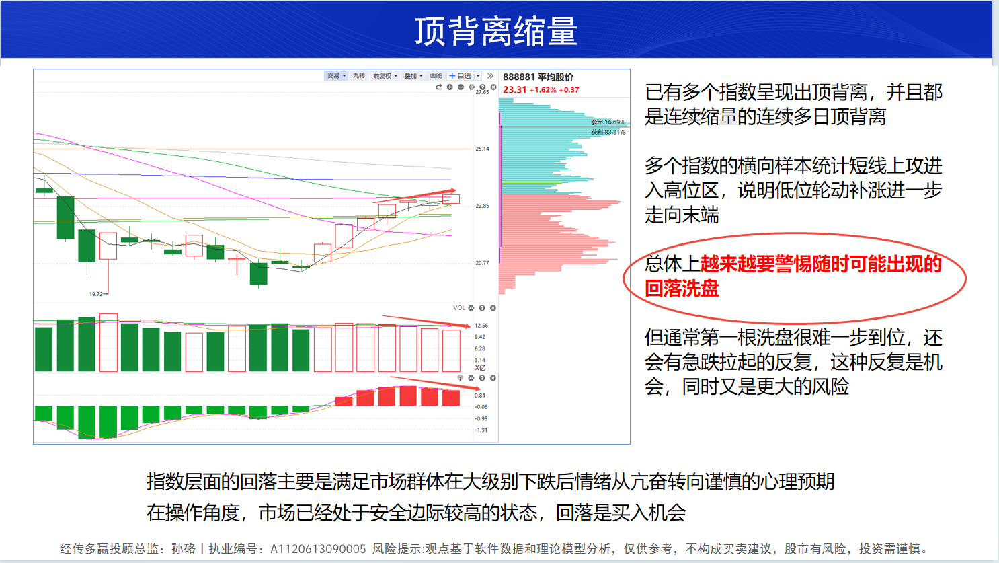 顶背离缩量
交易 九转 前复权 叠加 画线 +自选
888881 平均股价
23.31 +1.62% +0.37
27.65
套牢:16.69%
获利:83.31%
25.14
22.85
20.77
19.72
VOL
12.56
9.42
6.28
3.14
X亿
0.84
-0.08
-0.99
-1.91
已有多个指数呈现出顶背离，并且都
是连续缩量的连续多日顶背离
多个指数的横向样本统计短线上攻进
入高位区，说明低位轮动补涨进一步
走向末端
总体上越来越要警惕随时可能出现的
回落洗盘
但通常第一根洗盘很难一步到位，还
会有急跌拉起的反复，这种反复是机
会，同时又是更大的风险
指数层面的回落主要是满足市场群体在大级别下跌后情绪从亢奋转向谨慎的心理预期
在操作角度，市场已经处于安全边际较高的状态，回落是买入机会
经传多赢投顾总监：孙硌丨执业编号：A1120613090005 风险提示:观点基于软件数据和理论模型分析，仅供参考，不构成买卖建议，股市有风险，投资需谨慎。